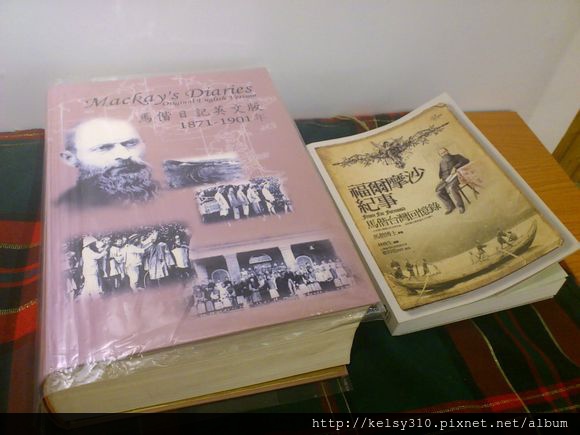 Mackay's Diaries
Original English Version
馬偕日記英文版
1871-1901年
福爾摩沙
紀事
From Far Formosa
馬偕台灣回憶錄
http://kelsy310.pixnet.net/album